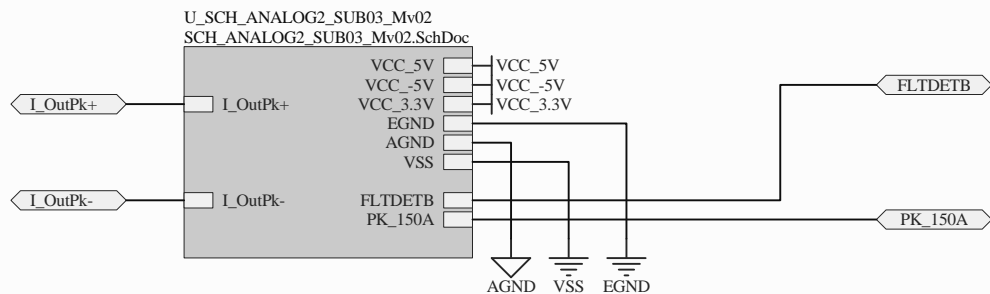 U_SCH_ANALOG2_SUB03_Mv02
SCH_ANALOG2_SUB03_Mv02.SchDoc
VCC_5V VCC_5V
VCC_-5V VCC_-5V
VCC_3.3V VCC_3.3V
I_OutPk+ I_OutPk+
EGND
AGND
VSS
I_OutPk- I_OutPk-
FLTDETB
PK_150A
FLTDETB
PK_150A
AGND VSS EGND